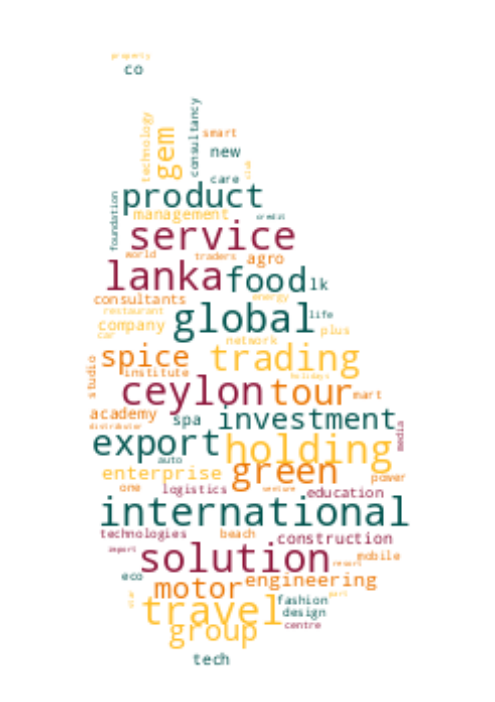 property
co
technology
gem
consultancy
smart
new
care
club
foundation
product
management
credit
service
world
traders
agro
lanka
food
lk
consultants
energy
restaurant
global
life
company
plus
car
network
spice
trading
studio
institute
holidays
ceylon
tour
mart
academy
spa
investment
distributor
media
export
holding
auto
enterprise
green
power
one
logistics
venture
education
international
technologies
beach
construction
import
solution
mobile
resort
eco
motor
engineering
travel
fashion
design
group
centre
tech